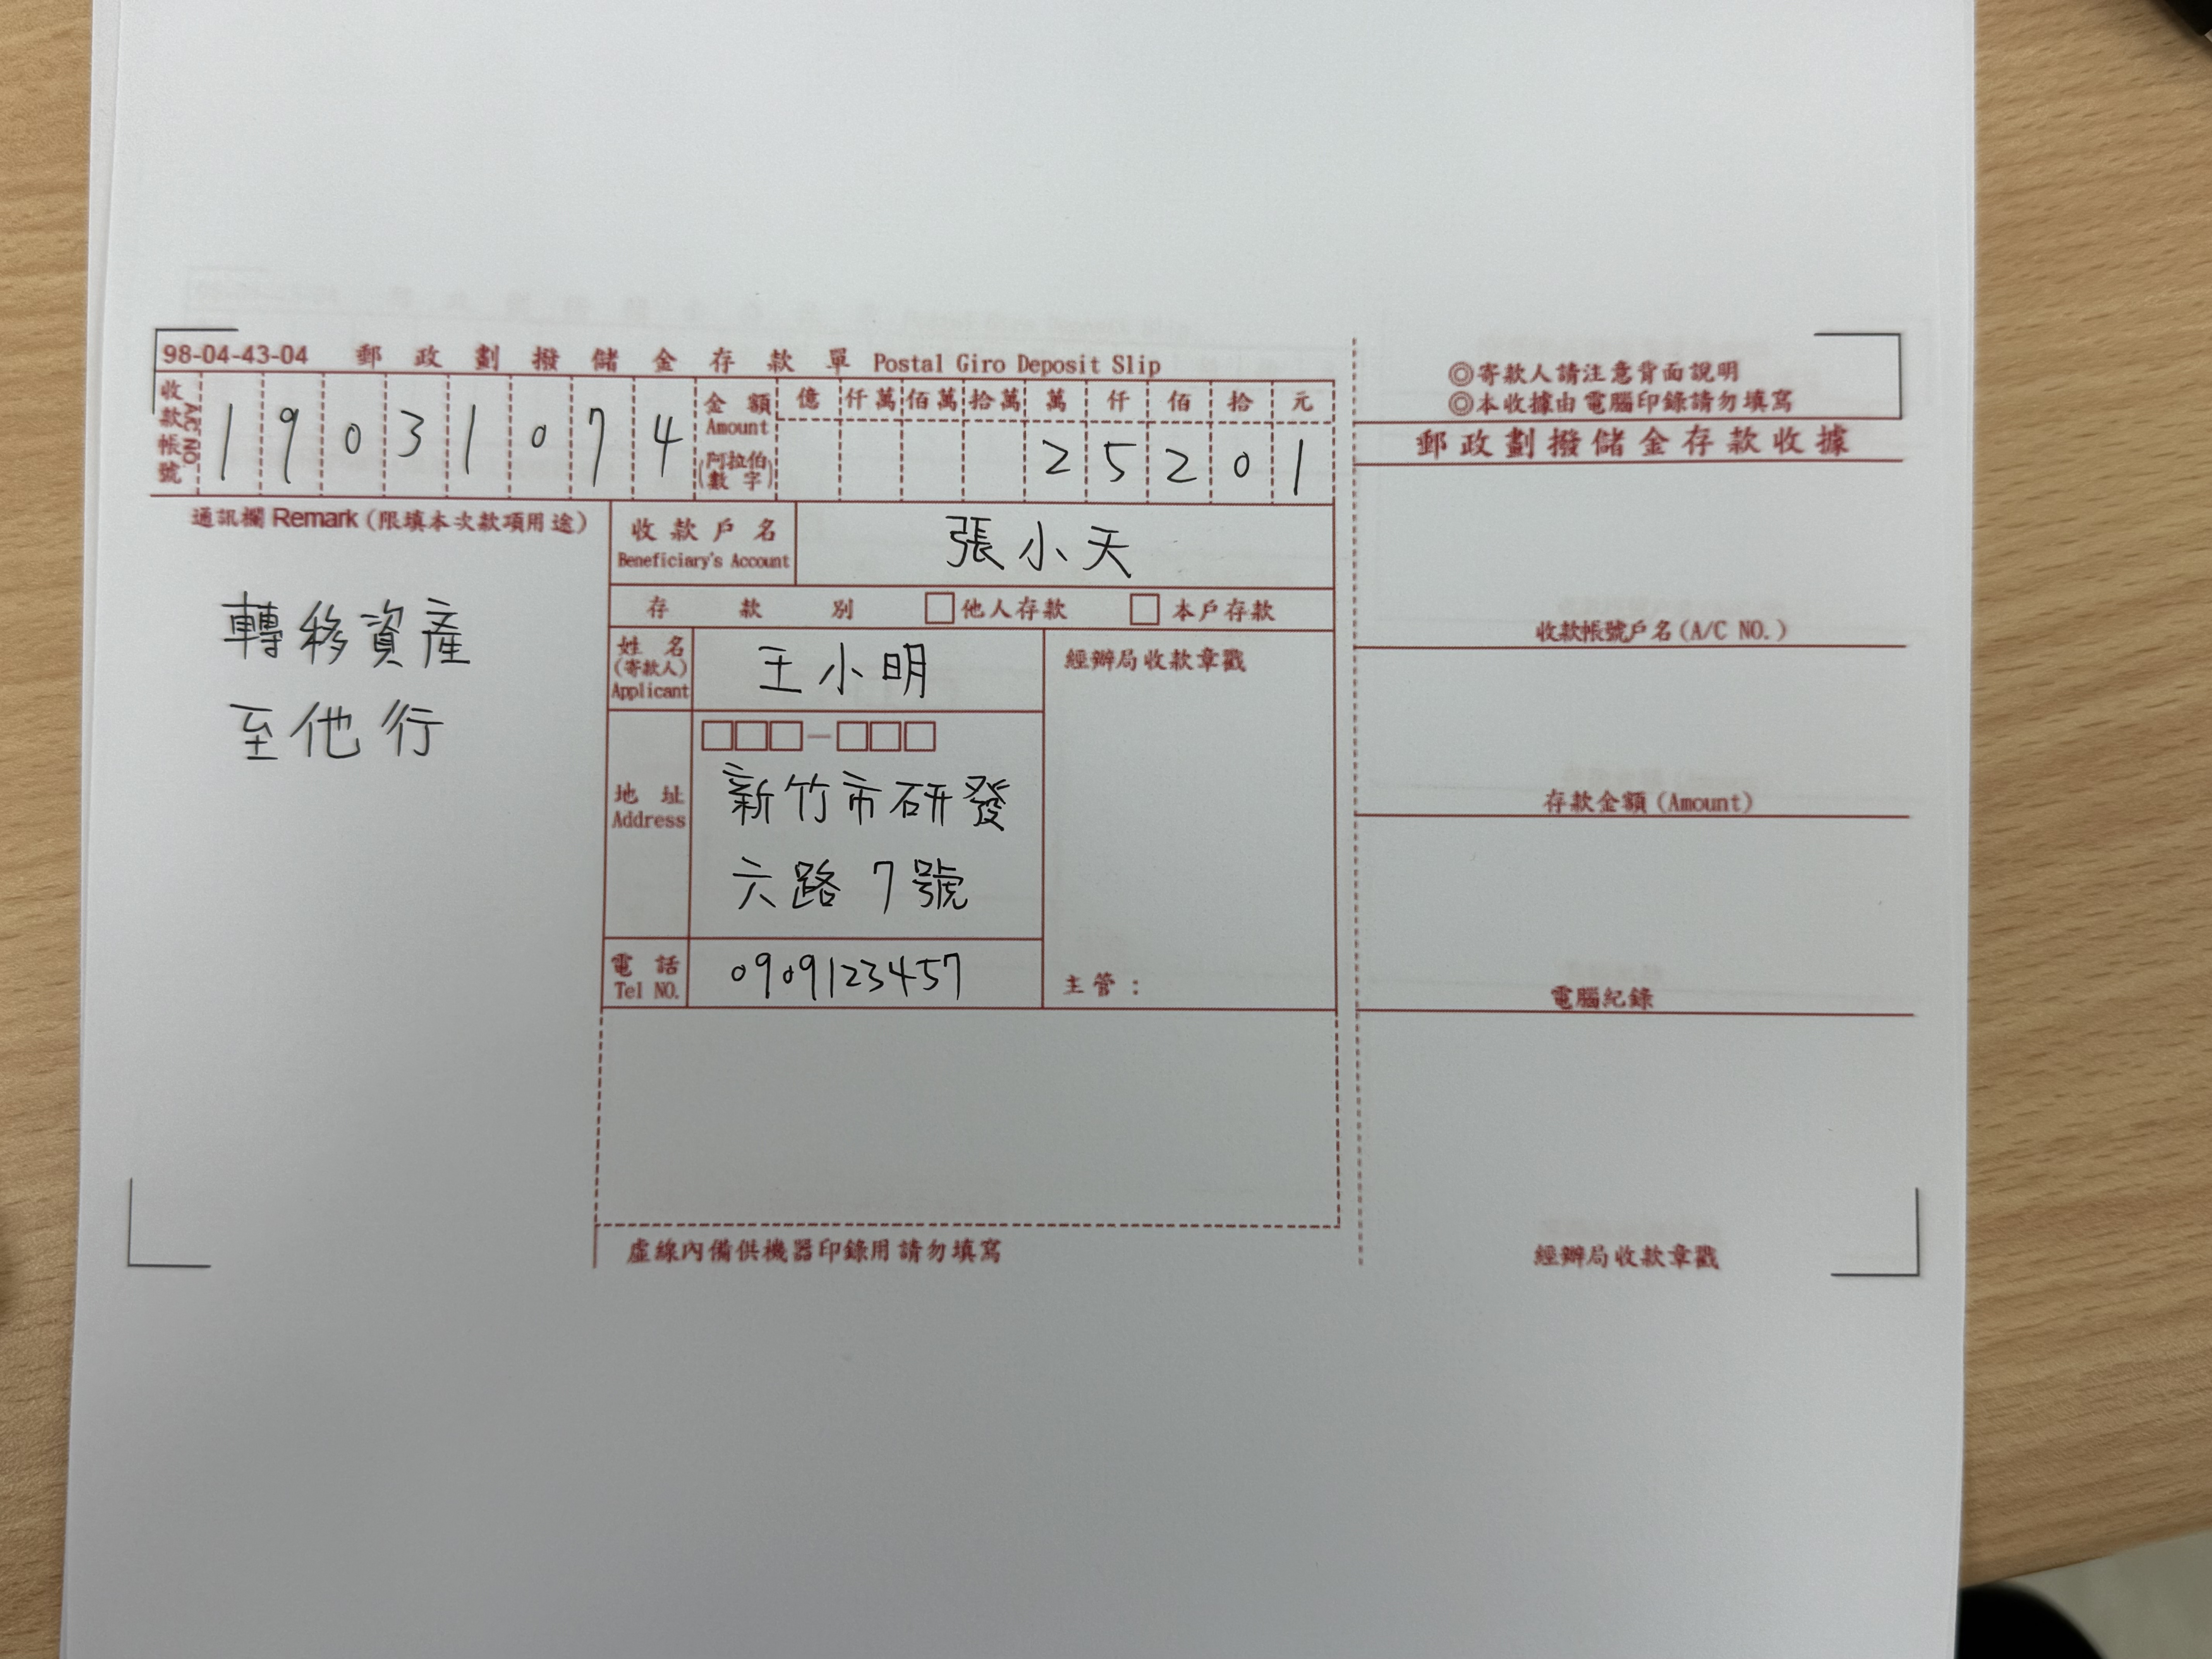 98-04-43-04 郵政劃撥儲金存款單 Postal Giro Deposit Slip
收款帳號 A/C NO. 1 9 0 3 1 0 7 4
金額 Amount (阿拉伯數字) 億 仟萬 佰萬 拾萬 萬 仟 佰 拾 元
2 5 2 0 1
通訊欄 Remark (限填本次款項用途)
轉移資產
至他行
收款戶名 Beneficiary's Account 張小天
存款別 □他人存款 □本戶存款
姓名 (寄款人) Applicant 王小明
經辦局收款章戳
地址 Address □□□-□□□
新竹市研發
六路7號
電話 Tel NO. 0909123457
主管：
虛線內備供機器印錄用請勿填寫
◎寄款人請注意背面說明
◎本收據由電腦印錄請勿填寫
郵政劃撥儲金存款收據
收款帳號戶名(A/C NO.)
存款金額(Amount)
電腦紀錄
經辦局收款章戳